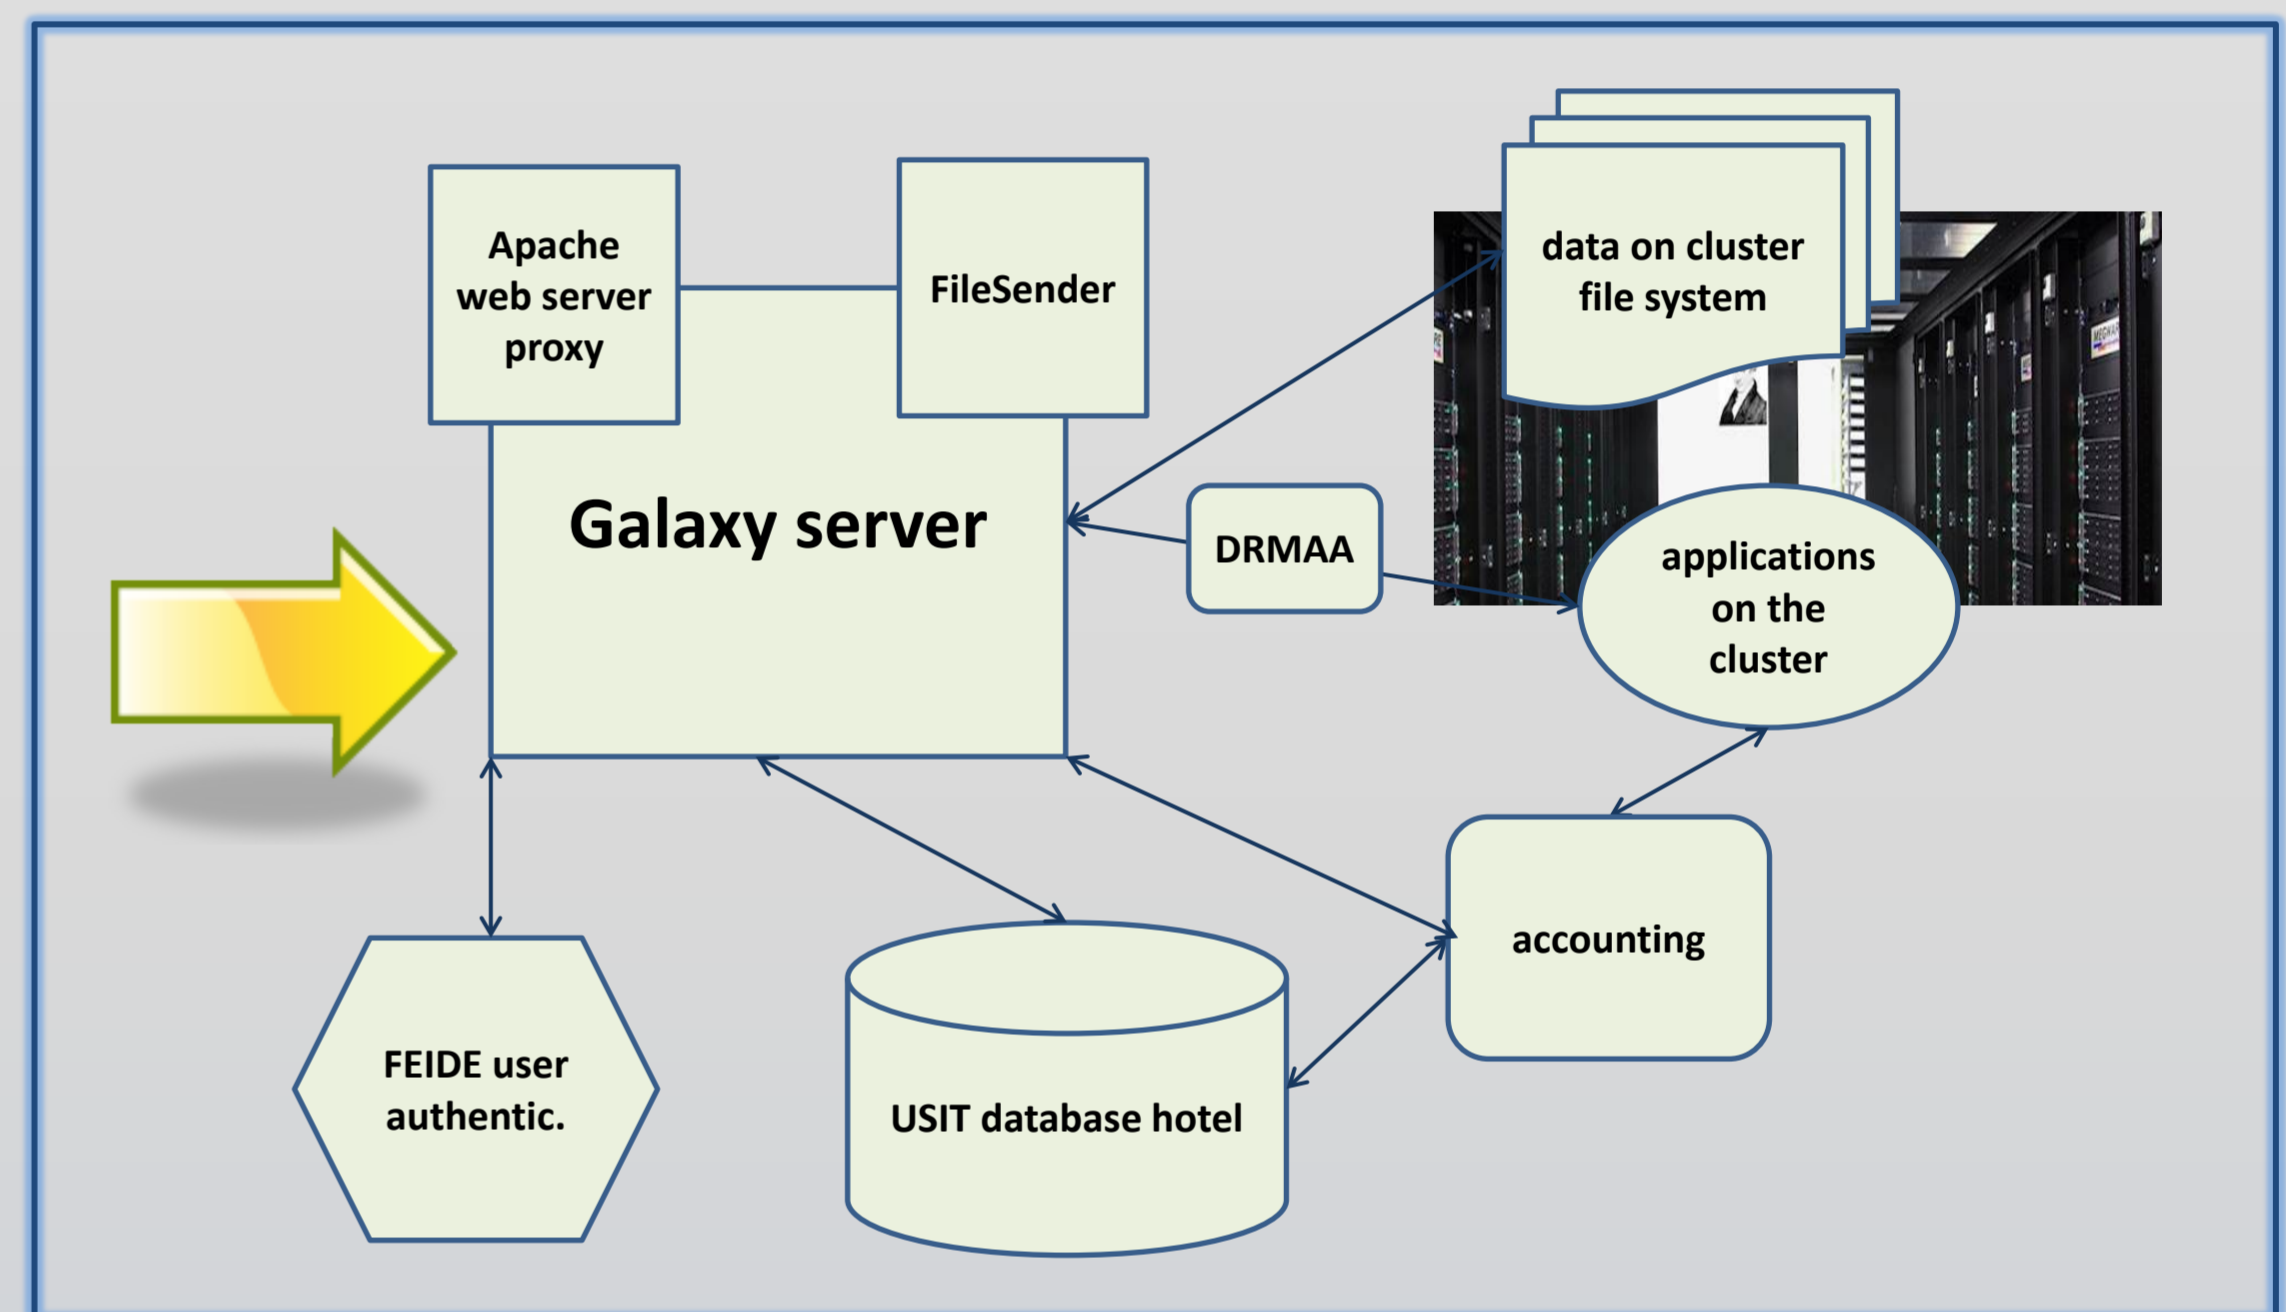 Apache
web server
proxy
FileSender
data on cluster
file system
Galaxy server
DRMAA
applications
on the
cluster
accounting
FEIDE user
authentic.
USIT database hotel